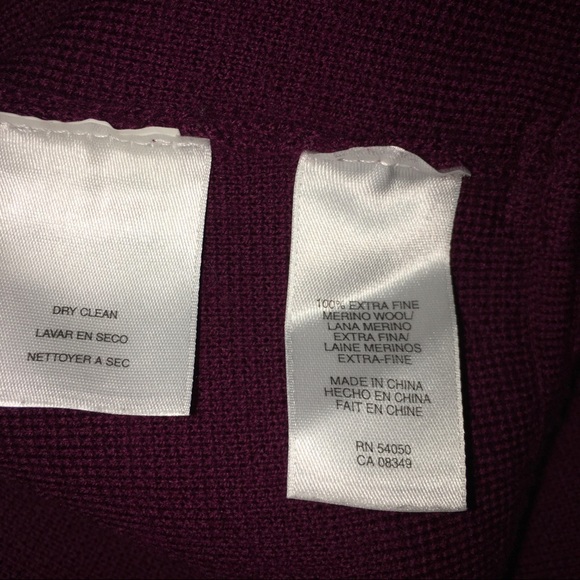 DRY CLEAN
LAVAR EN SECO
NETTOYER A SEC
100% EXTRA FINE
MERINO WOOL/
LANA MERINO
EXTRA FINA/
LAINE MERINOS
EXTRA-FINE
MADE IN CHINA
HECHO EN CHINA
FAIT EN CHINE
RN 54050
CA 08349